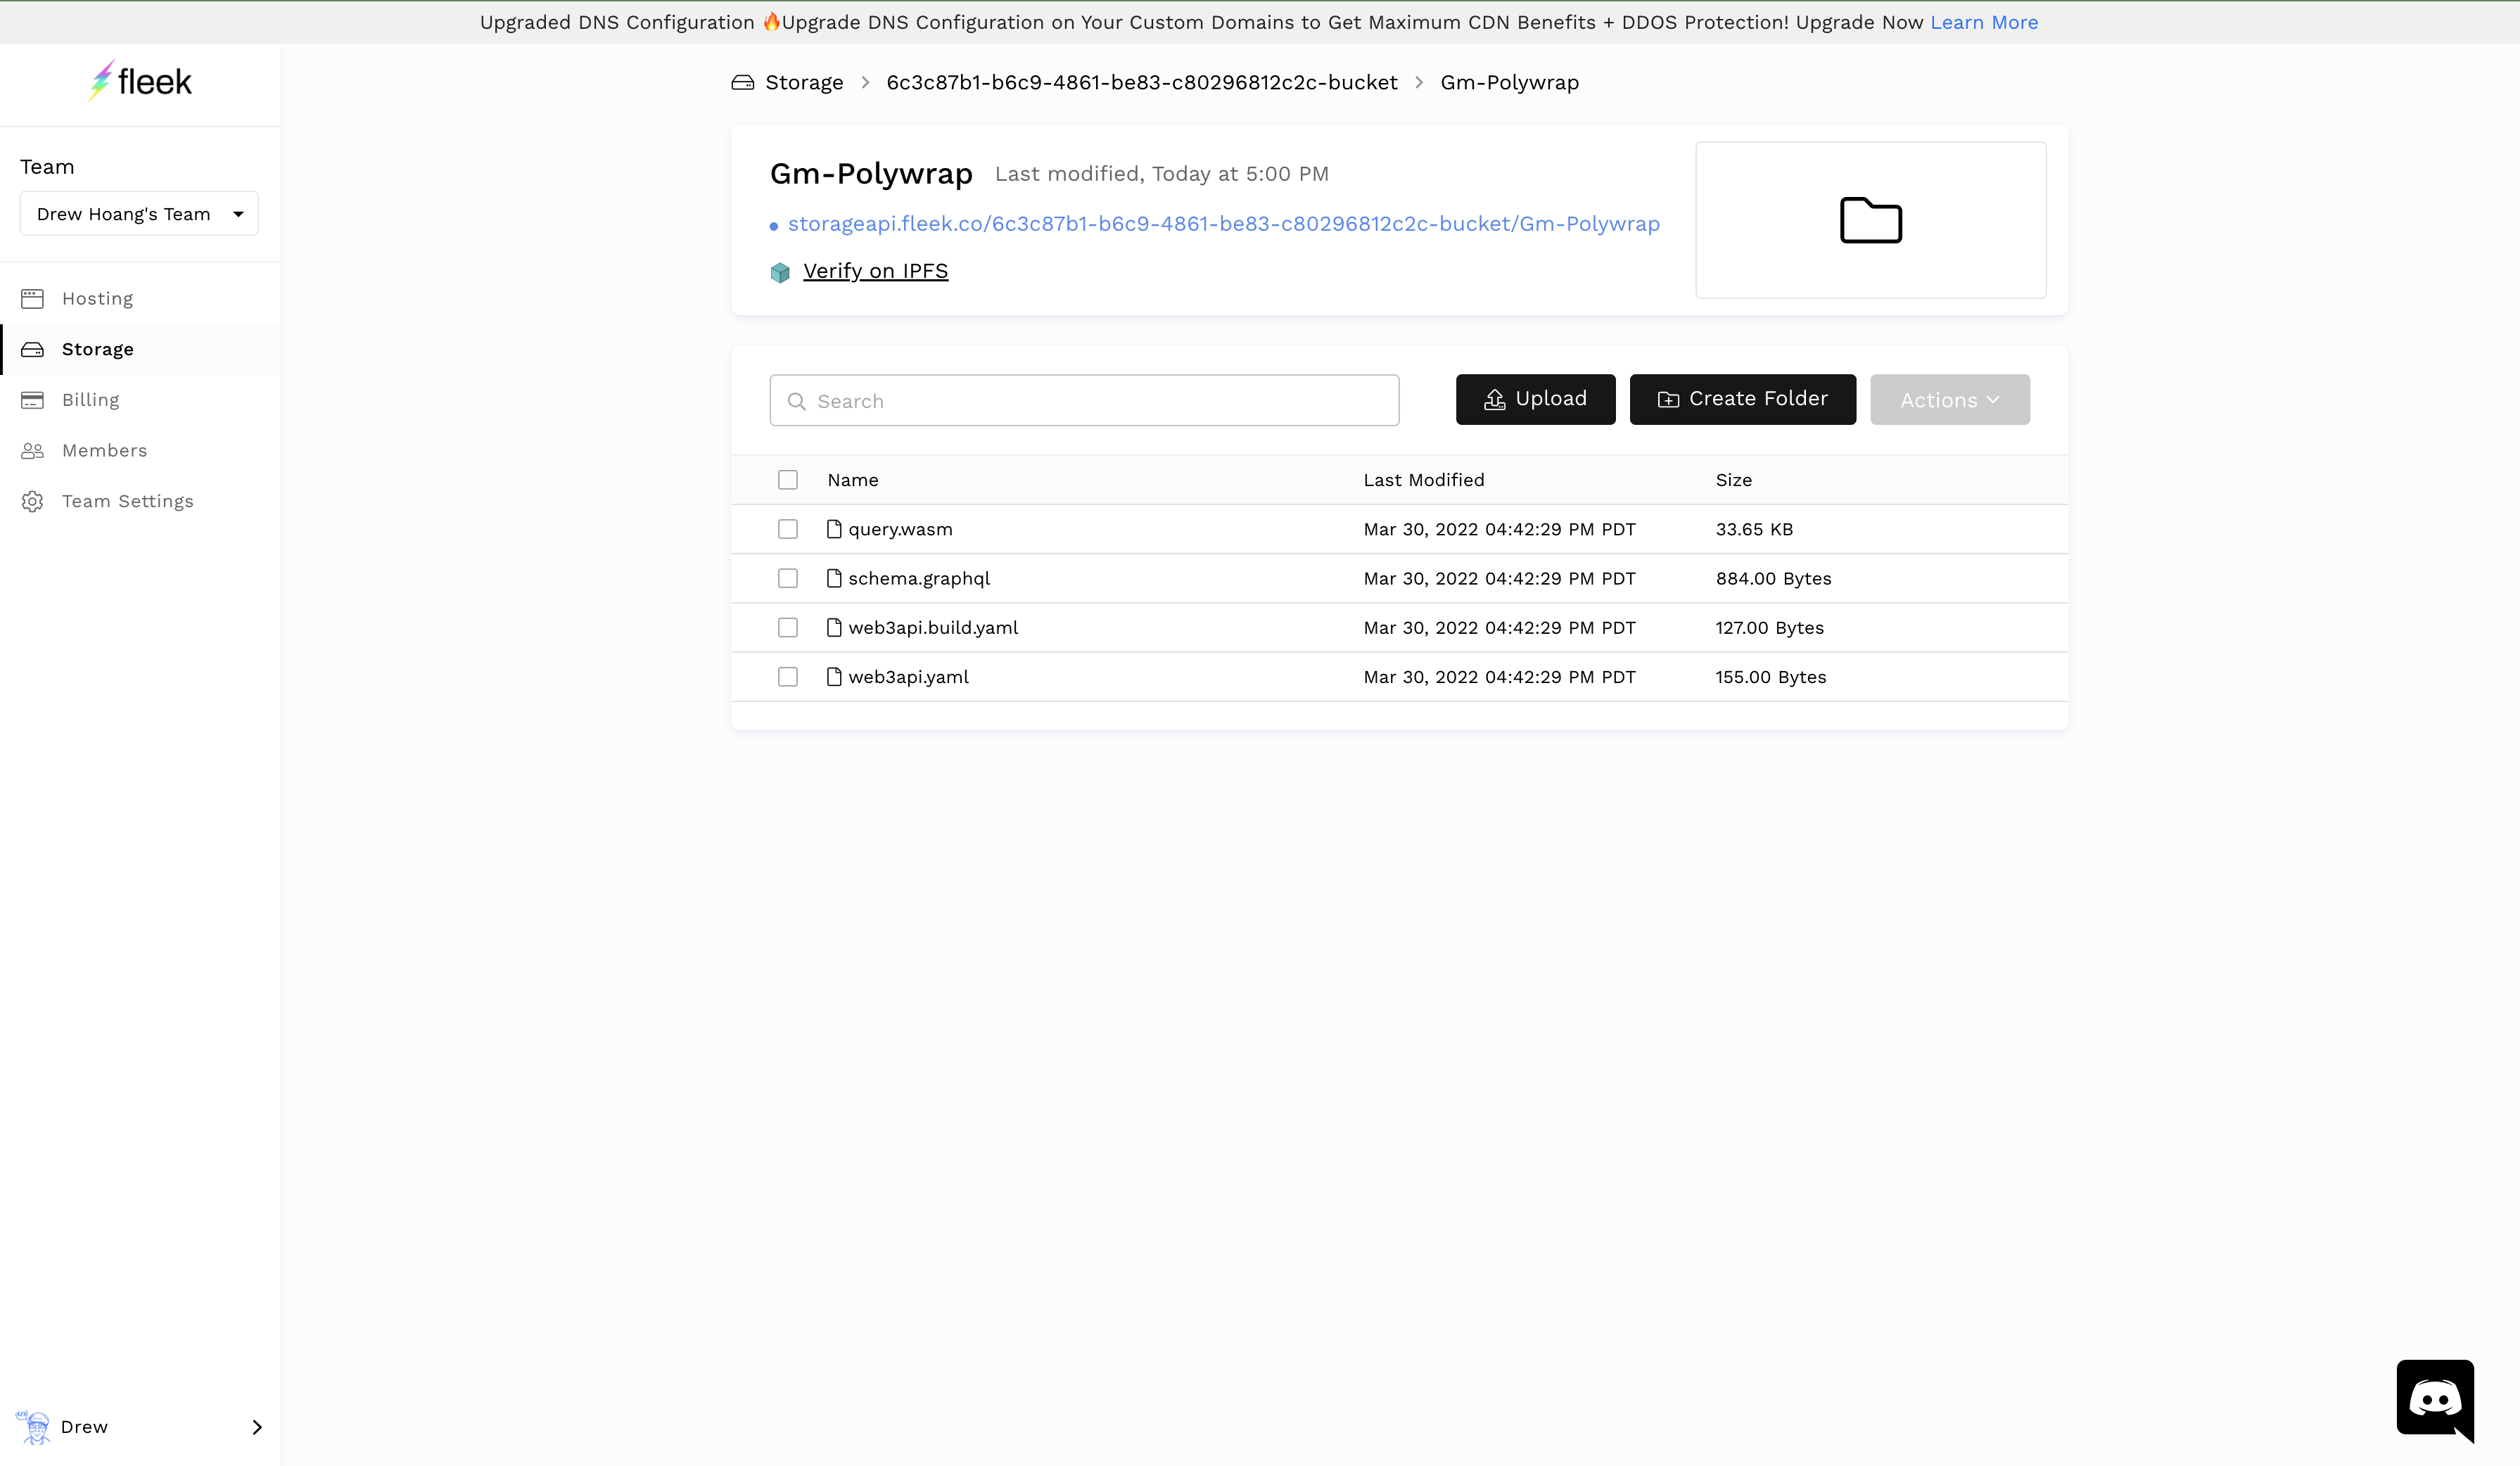 Upgraded DNS Configuration 🔥Upgrade DNS Configuration on Your Custom Domains to Get Maximum CDN Benefits + DDOS Protection! Upgrade Now Learn More
fleek
Team
Drew Hoang's Team
Hosting
Storage
Billing
Members
Team Settings
Drew
Storage > 6c3c87b1-b6c9-4861-be83-c80296812c2c-bucket > Gm-Polywrap
Gm-Polywrap Last modified, Today at 5:00 PM
storageapi.fleek.co/6c3c87b1-b6c9-4861-be83-c80296812c2c-bucket/Gm-Polywrap
Verify on IPFS
Search Upload Create Folder Actions
Name Last Modified Size
query.wasm Mar 30, 2022 04:42:29 PM PDT 33.65 KB
schema.graphql Mar 30, 2022 04:42:29 PM PDT 884.00 Bytes
web3api.build.yaml Mar 30, 2022 04:42:29 PM PDT 127.00 Bytes
web3api.yaml Mar 30, 2022 04:42:29 PM PDT 155.00 Bytes